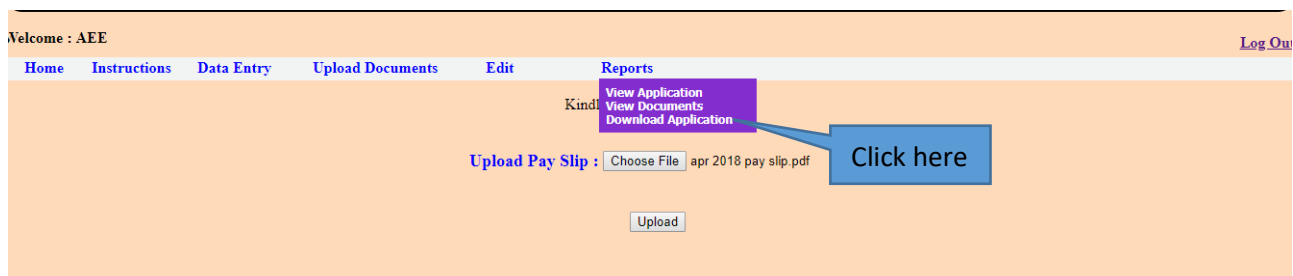 Welcome : AEE
Log Out
Home Instructions Data Entry Upload Documents Edit Reports
View Application
Kindl View Documents
Download Application
Click here
Upload Pay Slip : Choose File apr 2018 pay slip.pdf
Upload